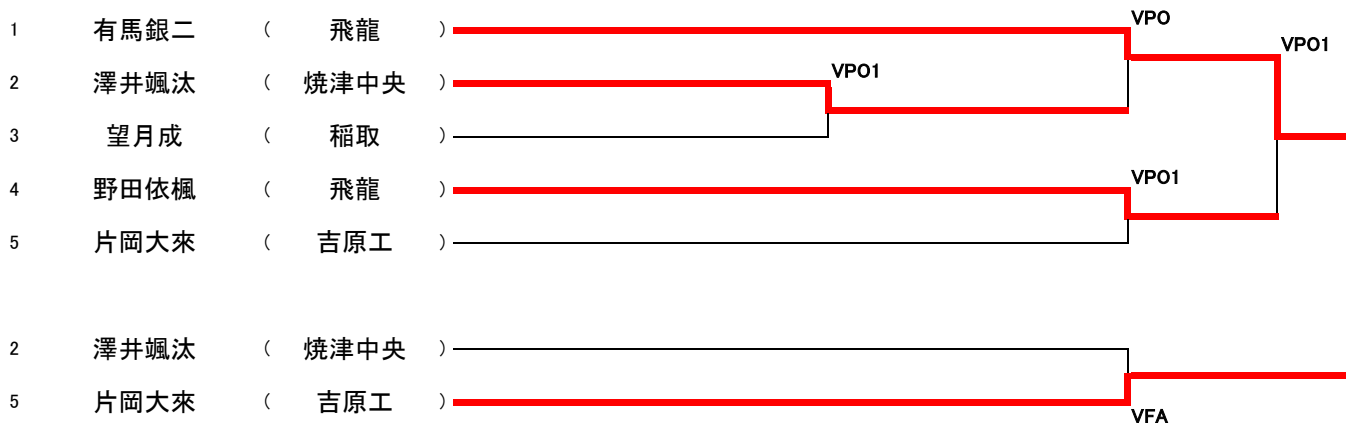 VPO
1 有馬銀二 ( 飛龍 )
VPO1
2 澤井颯汰 ( 焼津中央 )
VPO1
3 望月成 ( 稲取 )
4 野田依楓 ( 飛龍 )
VPO1
5 片岡大來 ( 吉原工 )
2 澤井颯汰 ( 焼津中央 )
5 片岡大來 ( 吉原工 )
VFA